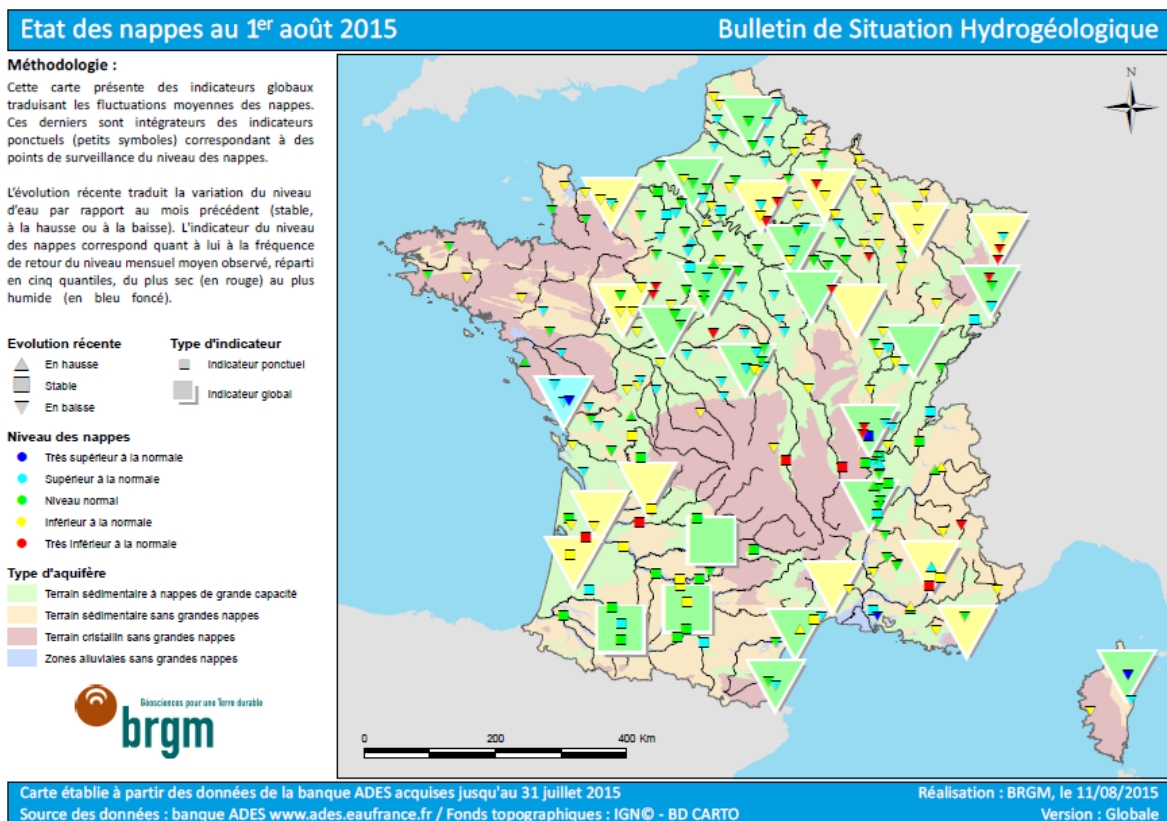 Etat des nappes au 1er août 2015
Bulletin de Situation Hydrogéologique
Méthodologie :
Cette carte présente des indicateurs globaux
traduisant les fluctuations moyennes des nappes.
Ces derniers sont intégrateurs des indicateurs
ponctuels (petits symboles) correspondant à des
points de surveillance du niveau des nappes.
L'évolution récente traduit la variation du niveau
d'eau par rapport au mois précédent (stable,
à la hausse ou à la baisse). L'indicateur du niveau
des nappes correspond quant à lui à la fréquence
de retour du niveau mensuel moyen observé, réparti
en cinq quantiles, du plus sec (en rouge) au plus
humide (en bleu foncé).
Evolution récente
En hausse
Stable
En baisse
Type d'indicateur
Indicateur ponctuel
Indicateur global
Niveau des nappes
Très supérieur à la normale
Supérieur à la normale
Niveau normal
Inférieur à la normale
Très inférieur à la normale
Type d'aquifère
Terrain sédimentaire à nappes de grande capacité
Terrain sédimentaire sans grandes nappes
Terrain cristallin sans grandes nappes
Zones alluviales sans grandes nappes
Géosciences pour une Terre durable
brgm
N
0 200 400 Km
Carte établie à partir des données de la banque ADES acquises jusqu'au 31 juillet 2015
Réalisation : BRGM, le 11/08/2015
Source des données : banque ADES www.ades.eaufrance.fr / Fonds topographiques : IGN© - BD CARTO
Version : Globale